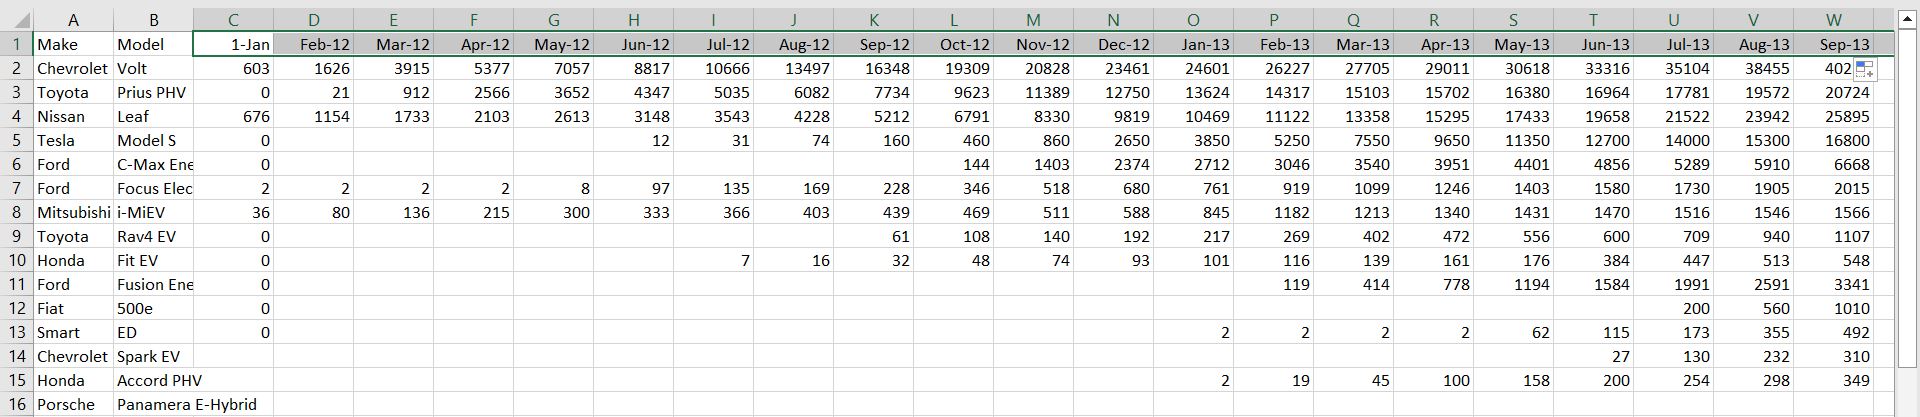 A B C D E F G H I J K L M N O P Q R S T U V W
1 Make Model 1-Jan Feb-12 Mar-12 Apr-12 May-12 Jun-12 Jul-12 Aug-12 Sep-12 Oct-12 Nov-12 Dec-12 Jan-13 Feb-13 Mar-13 Apr-13 May-13 Jun-13 Jul-13 Aug-13 Sep-13
2 Chevrolet Volt 603 1626 3915 5377 7057 8817 10666 13497 16348 19309 20828 23461 24601 26227 27705 29011 30618 33316 35104 38455 402
3 Toyota Prius PHV 0 21 912 2566 3652 4347 5035 6082 7734 9623 11389 12750 13624 14317 15103 15702 16380 16964 17781 19572 20724
4 Nissan Leaf 676 1154 1733 2103 2613 3148 3543 4228 5212 6791 8330 9819 10469 11122 13358 15295 17433 19658 21522 23942 25895
5 Tesla Model S 0 12 31 74 160 460 860 2650 3850 5250 7550 9650 11350 12700 14000 15300 16800
6 Ford C-Max Ene 0 144 1403 2374 2712 3046 3540 3951 4401 4856 5289 5910 6668
7 Ford Focus Elec 2 2 2 2 8 97 135 169 228 346 518 680 761 919 1099 1246 1403 1580 1730 1905 2015
8 Mitsubishi i-MiEV 36 80 136 215 300 333 366 403 439 469 511 588 845 1182 1213 1340 1431 1470 1516 1546 1566
9 Toyota Rav4 EV 0 61 108 140 192 217 269 402 472 556 600 709 940 1107
10 Honda Fit EV 0 7 16 32 48 74 93 101 116 139 161 176 384 447 513 548
11 Ford Fusion Ene 0 119 414 778 1194 1584 1991 2591 3341
12 Fiat 500e 0 200 560 1010
13 Smart ED 0 2 2 2 2 62 115 173 355 492
14 Chevrolet Spark EV 27 130 232 310
15 Honda Accord PHV 2 19 45 100 158 200 254 298 349
16 Porsche Panamera E-Hybrid